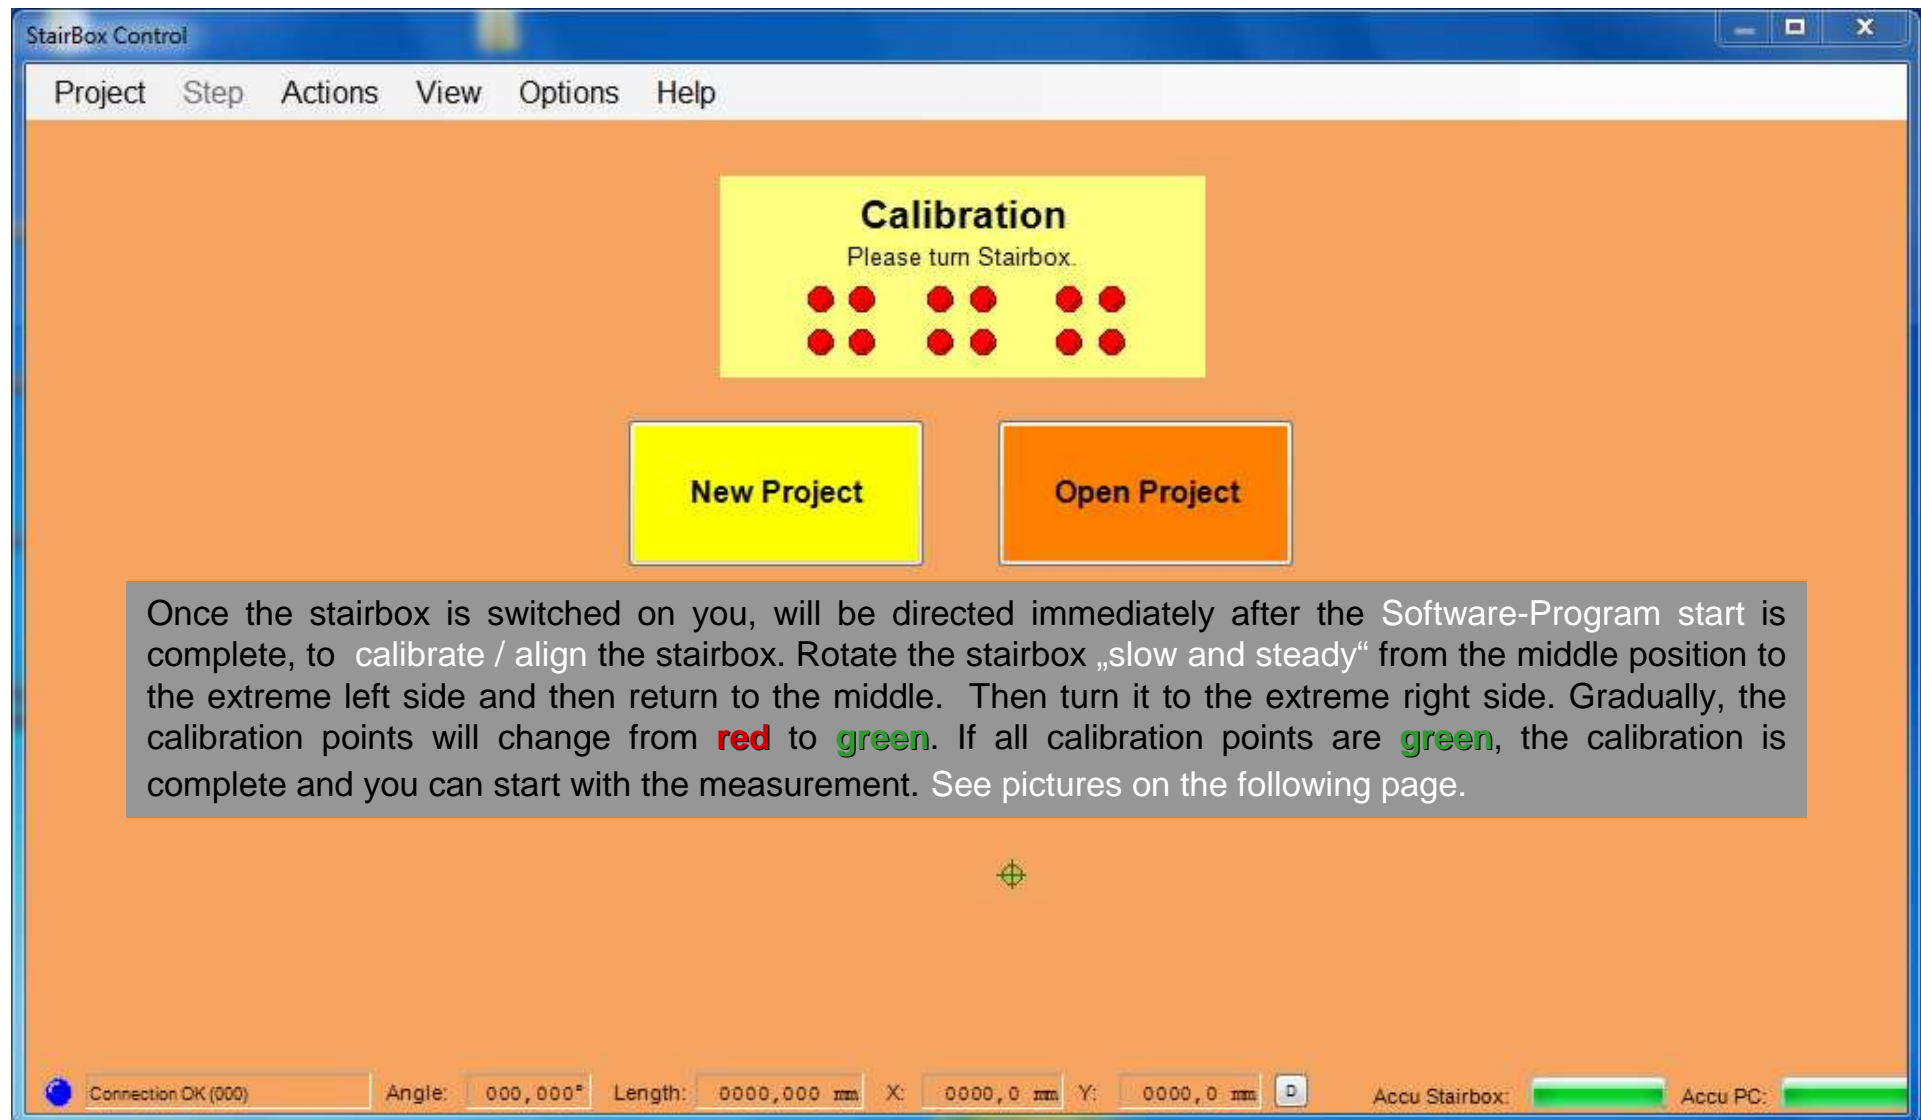 StairBox Control
Project Step Actions View Options Help
Calibration
Please turn Stairbox.
New Project
Open Project
Once the stairbox is switched on you, will be directed immediately after the Software-Program start is
complete, to calibrate / align the stairbox. Rotate the stairbox „slow and steady“ from the middle position to
the extreme left side and then return to the middle. Then turn it to the extreme right side. Gradually, the
calibration points will change from red to green. If all calibration points are green, the calibration is
complete and you can start with the measurement. See pictures on the following page.
Connection OK (000) Angle: 000,000° Length: 0000,000 mm X: 0000,0 mm Y: 0000,0 mm D Accu Stairbox: Accu PC: